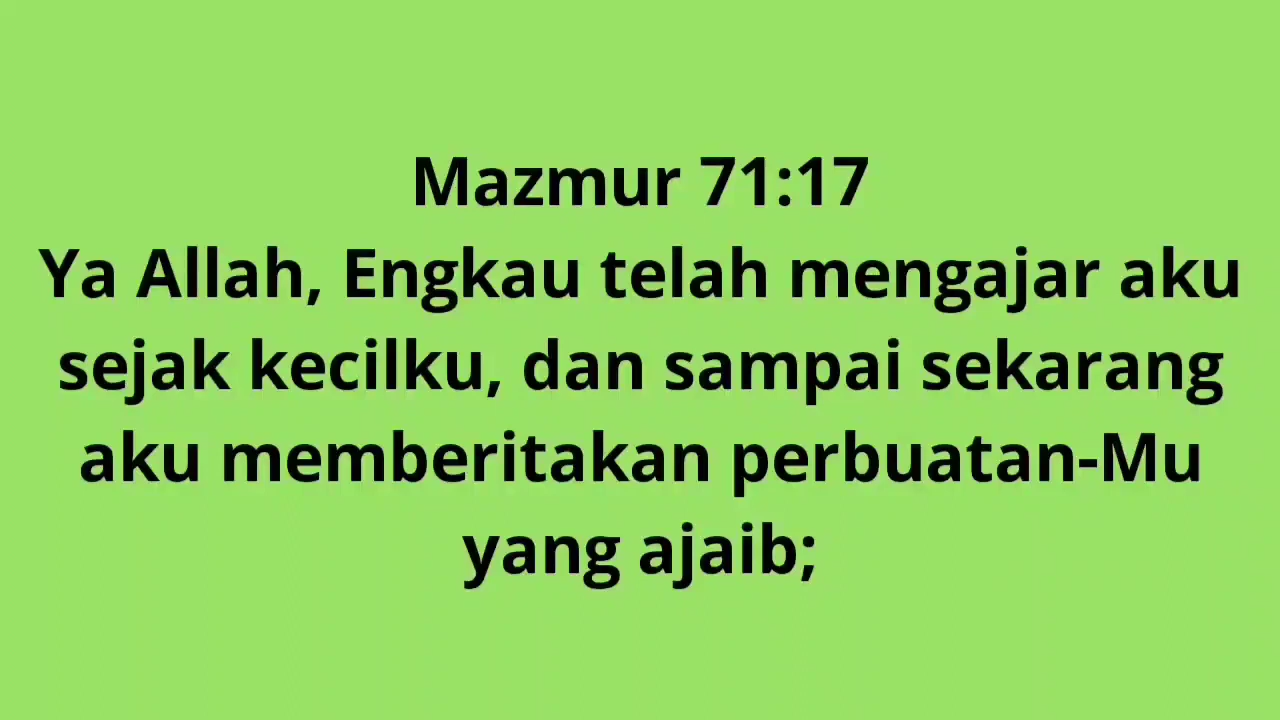 Mazmur 71:17
Ya Allah, Engkau telah mengajar aku
sejak kecilku, dan sampai sekarang
aku memberitakan perbuatan-Mu
yang ajaib;